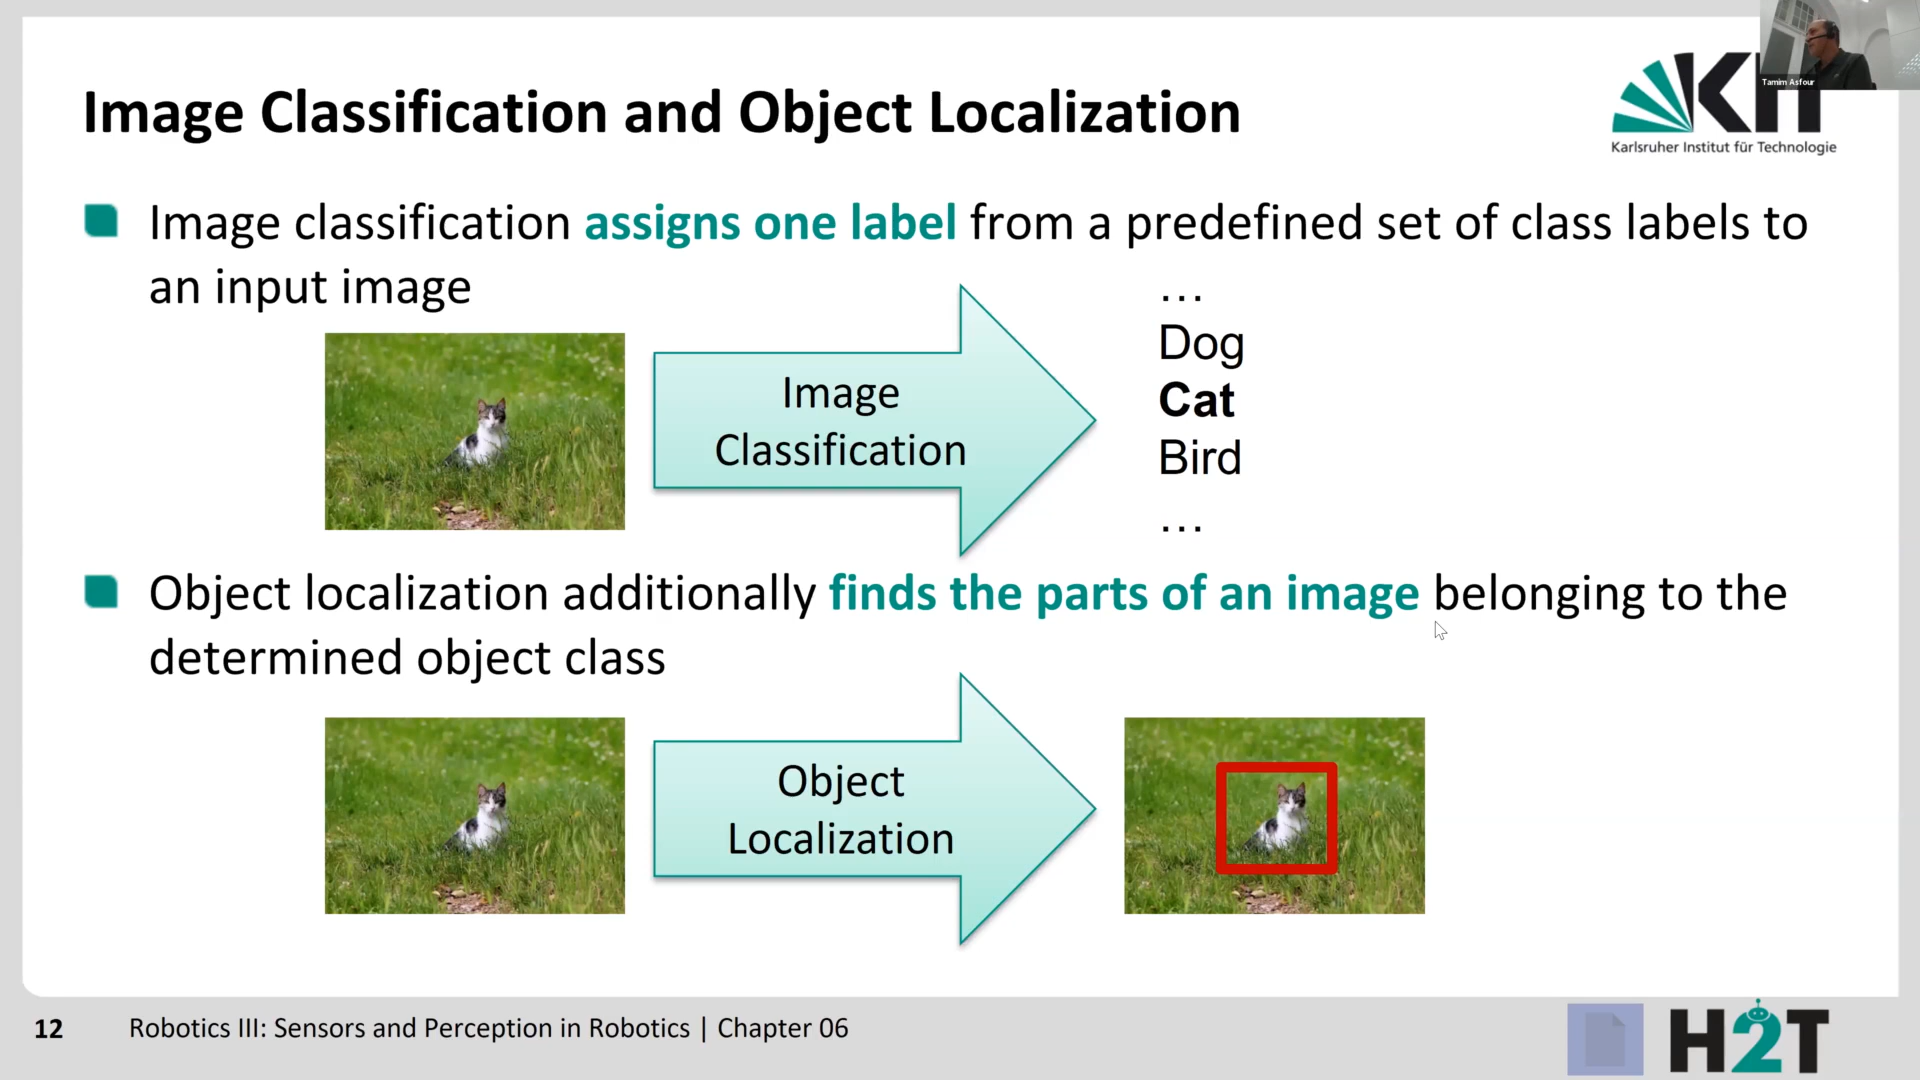 Tamim Asfour
KIT
Karlsruher Institut für Technologie
Image Classification and Object Localization
Image classification assigns one label from a predefined set of class labels to
an input image
Image
Classification
…
Dog
Cat
Bird
…
Object localization additionally finds the parts of an image belonging to the
determined object class
Object
Localization
12 Robotics III: Sensors and Perception in Robotics | Chapter 06
H2T